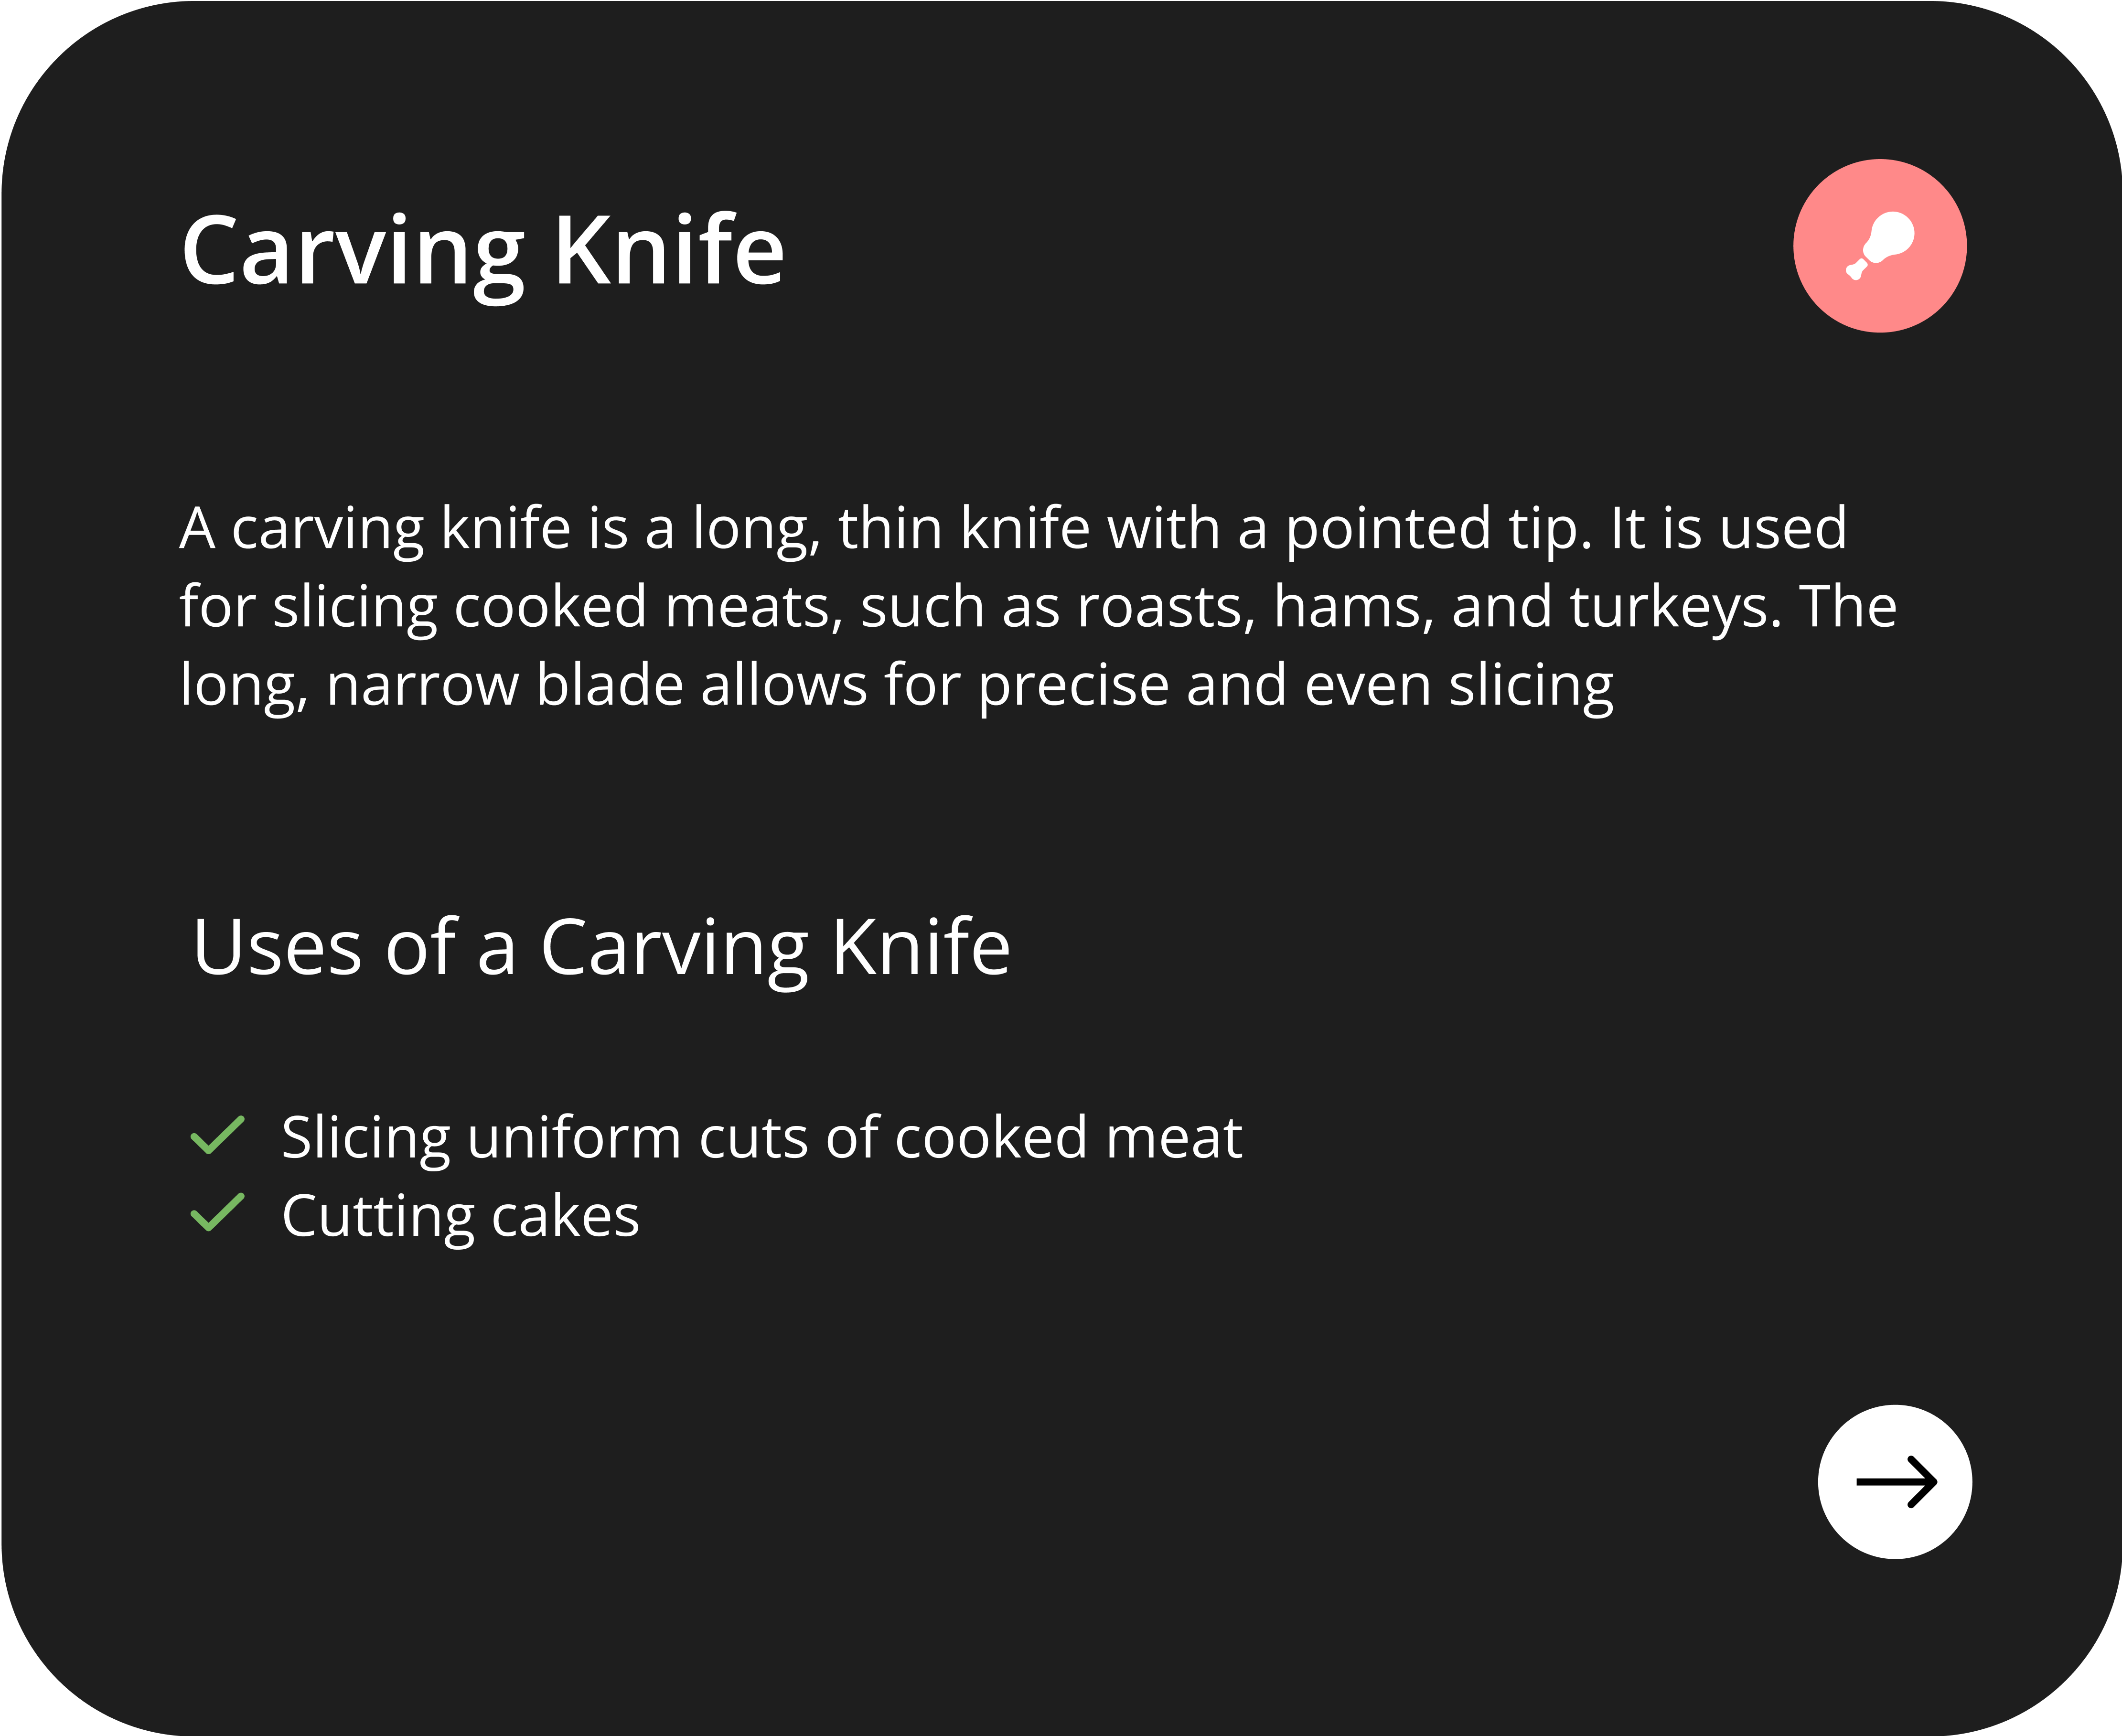 Carving Knife
A carving knife is a long, thin knife with a pointed tip. It is used
for slicing cooked meats, such as roasts, hams, and turkeys. The
long, narrow blade allows for precise and even slicing
Uses of a Carving Knife
Slicing uniform cuts of cooked meat
Cutting cakes